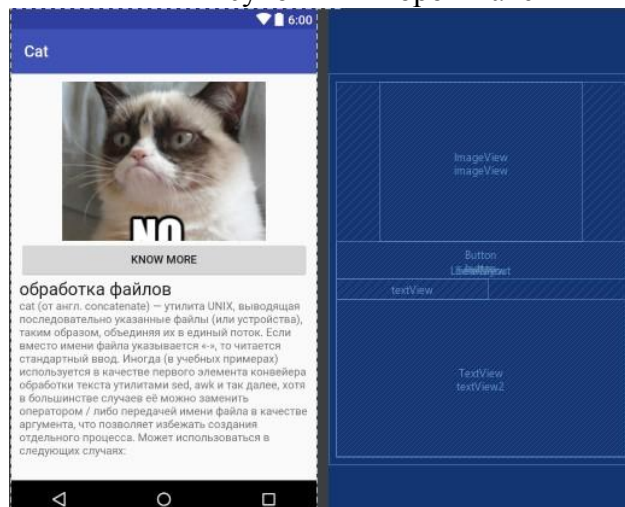 6:00
Cat
NO
KNOW MORE
обработка файлов
cat (от англ. concatenate) — утилита UNIX, выводящая
последовательно указанные файлы (или устройства),
таким образом, объединяя их в единый поток. Если
вместо имени файла указывается «-», то читается
стандартный ввод. Иногда (в учебных примерах)
используется в качестве первого элемента конвейера
обработки текста утилитами sed, awk и так далее, хотя
в большинстве случаев её можно заменить
оператором / либо передачей имени файла в качестве
аргумента, что позволяет избежать создания
отдельного процесса. Может использоваться в
следующих случаях:
ImageView
imageView
Button
textView
TextView
textView2